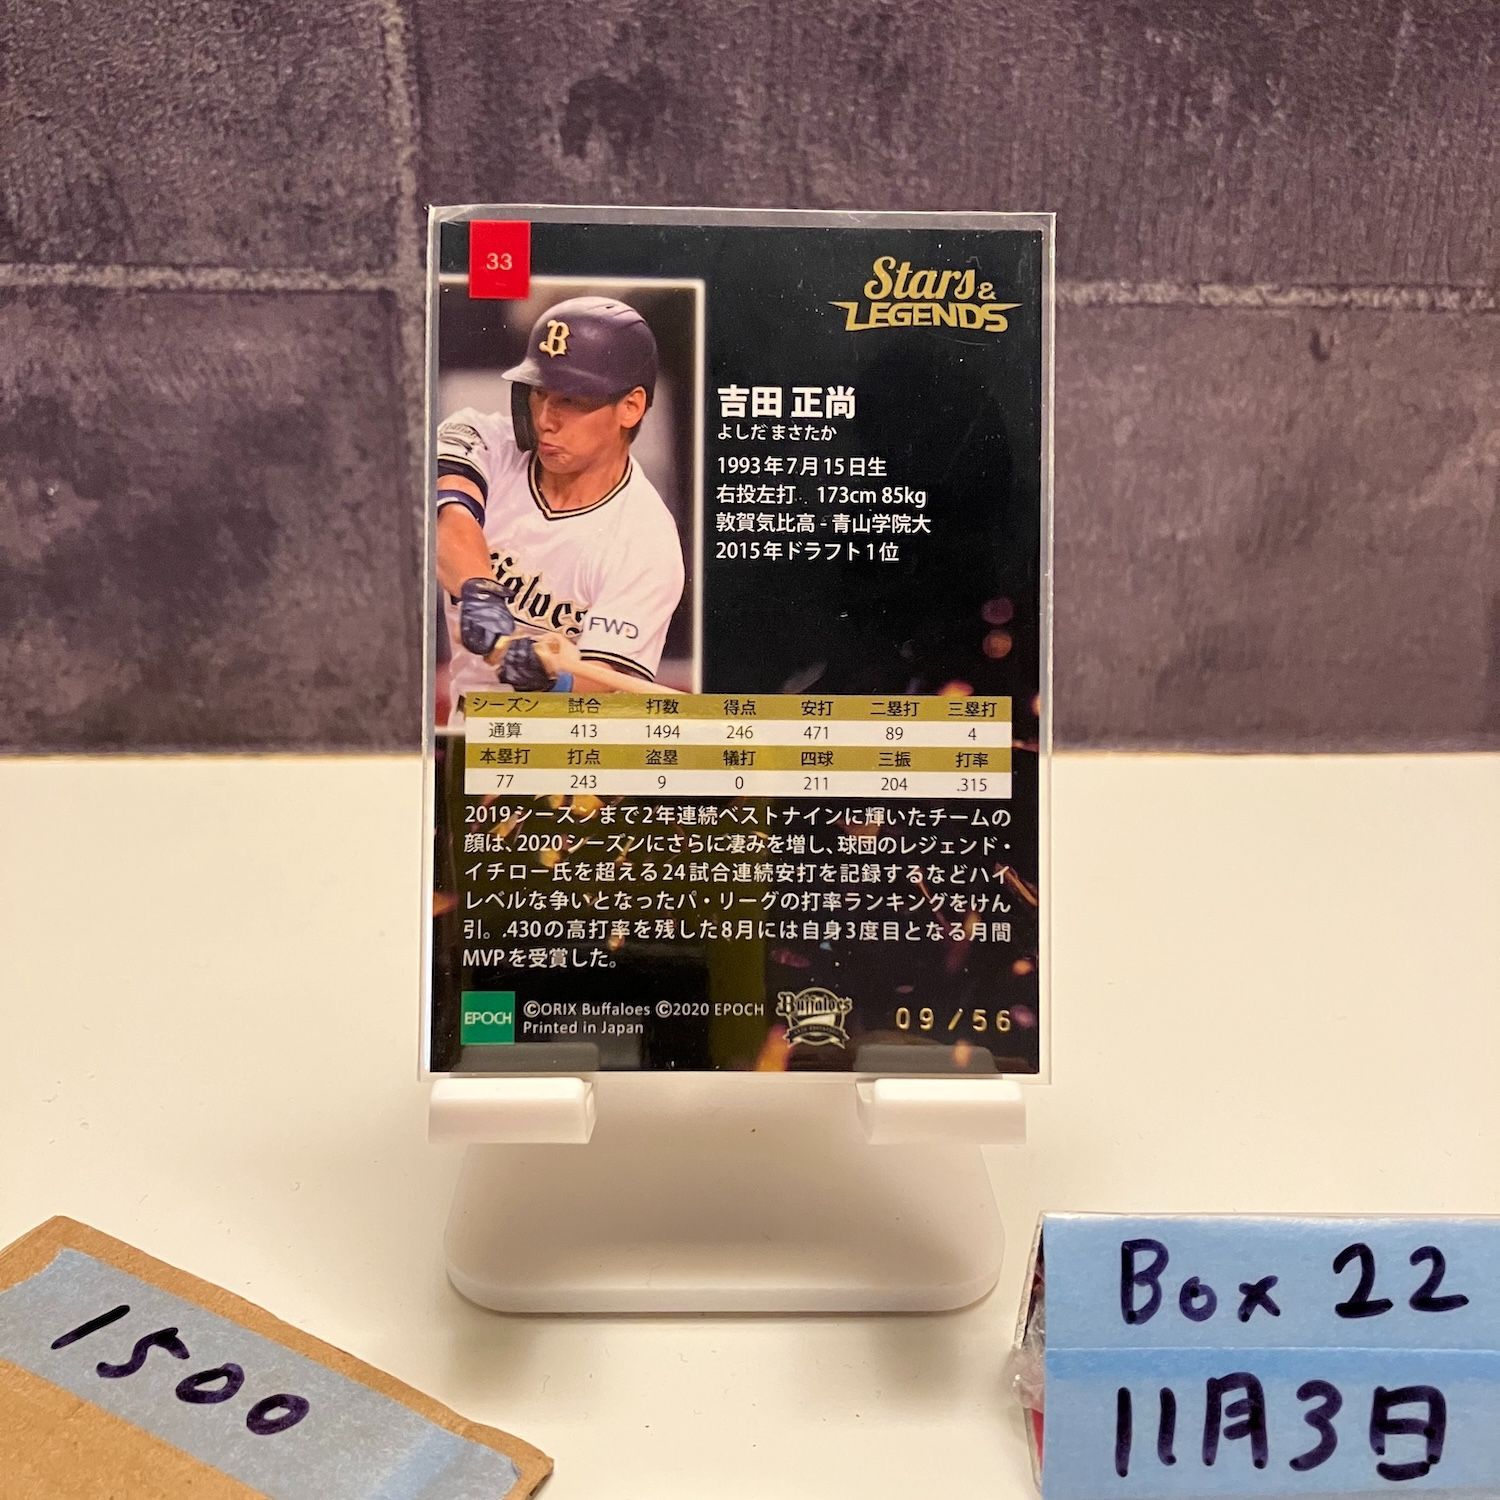 33
Stars &
LEGENDS
B
吉田 正尚
よしだ まさたか
1993年7月15日生
右投左打 173cm 85kg
敦賀気比高 - 青山学院大
2015年ドラフト1位
ffaloes
FWD
シーズン 試合 打数 得点 安打 二塁打 三塁打
通算 413 1494 246 471 89 4
本塁打 打点 盗塁 犠打 四球 三振 打率
77 243 9 0 211 204 .315
2019シーズンまで2年連続ベストナインに輝いたチームの
顔は、2020シーズンにさらに凄みを増し、球団のレジェンド・
イチロー氏を超える24試合連続安打を記録するなどハイ
レベルな争いとなったパ・リーグの打率ランキングをけん
引。.430の高打率を残した8月には自身3度目となる月間
MVPを受賞した。
EPOCH
©ORIX Buffaloes ©2020 EPOCH
Printed in Japan
Buffaloes
09/56
1500
Box 22
11月3日